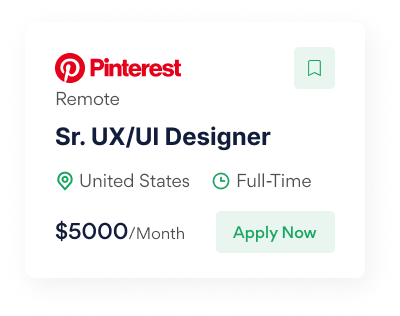 Pinterest
Remote
Sr. UX/UI Designer
United States Full-Time
$5000/Month Apply Now